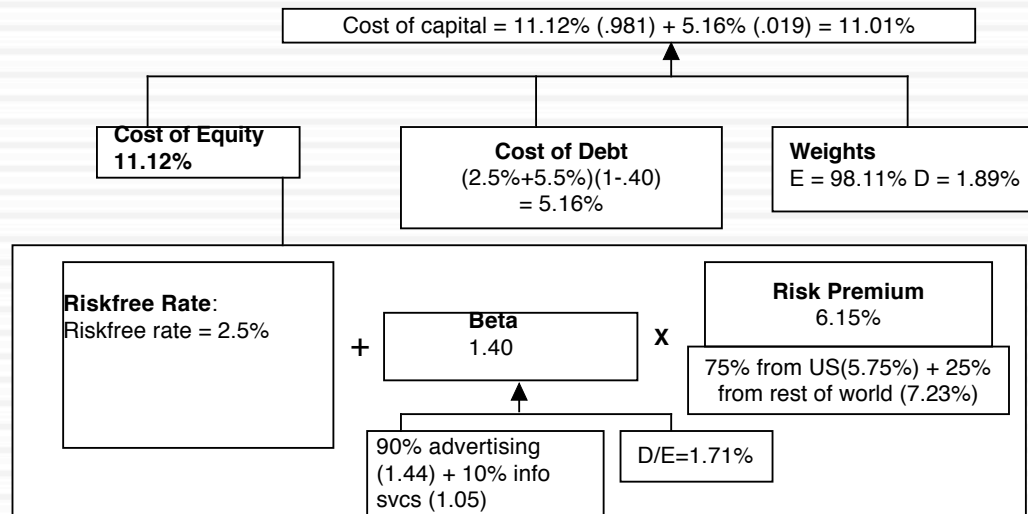 Cost of capital = 11.12% (.981) + 5.16% (.019) = 11.01%
Cost of Equity
11.12%
Cost of Debt
(2.5%+5.5%)(1-.40)
= 5.16%
Weights
E = 98.11% D = 1.89%
Riskfree Rate:
Riskfree rate = 2.5%
+
Beta
1.40
X
Risk Premium
6.15%
75% from US(5.75%) + 25%
from rest of world (7.23%)
90% advertising
(1.44) + 10% info
svcs (1.05)
D/E=1.71%